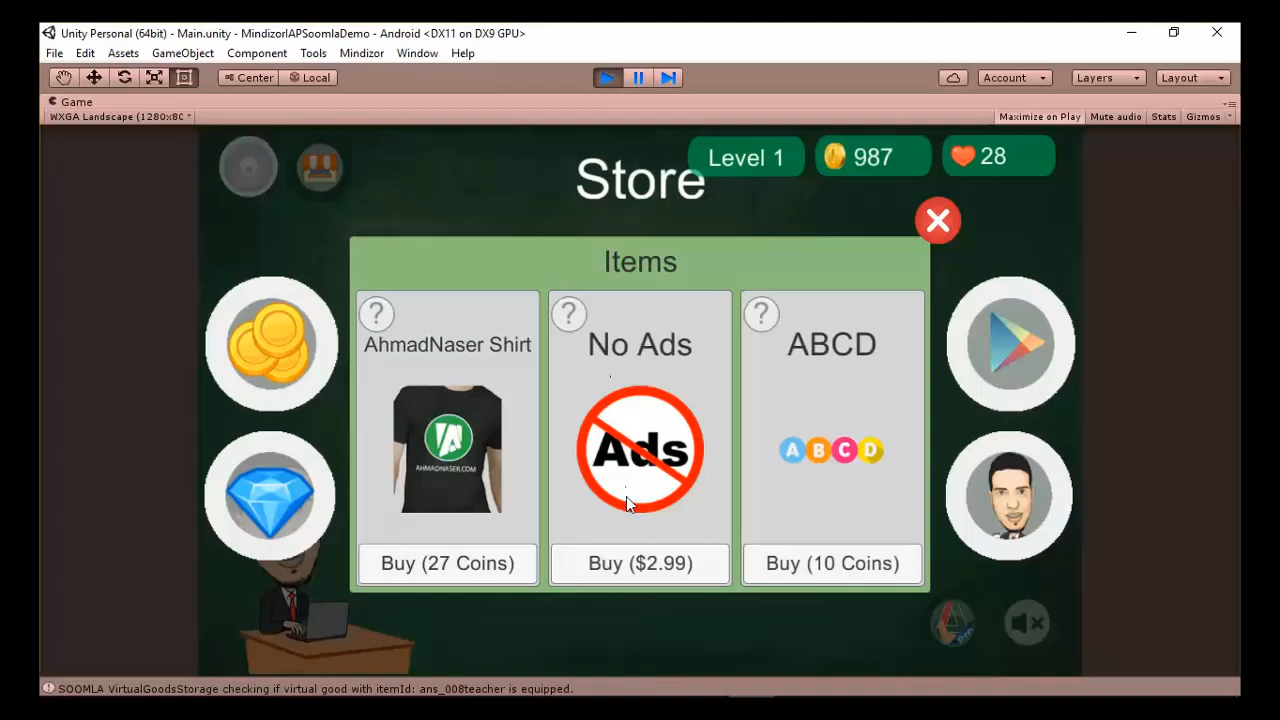 Unity Personal (64bit) - Main.unity - MindizorIAPSoomlaDemo - Android <DX11 on DX9 GPU>
File Edit Assets GameObject Component Tools Mindizor Window Help
Center Local Account Layers Layout
Game
WXGA Landscape (1280x80 Maximize on Play Mute audio Stats Gizmos
Level 1 987 28
Store
Items
? ? ?
AhmadNaser Shirt No Ads ABCD
Ads
AHMADNASER.COM
A B C D
Buy (27 Coins) Buy ($2.99) Buy (10 Coins)
SOOMLA VirtualGoodsStorage checking if virtual good with itemId: ans_008teacher is equipped.